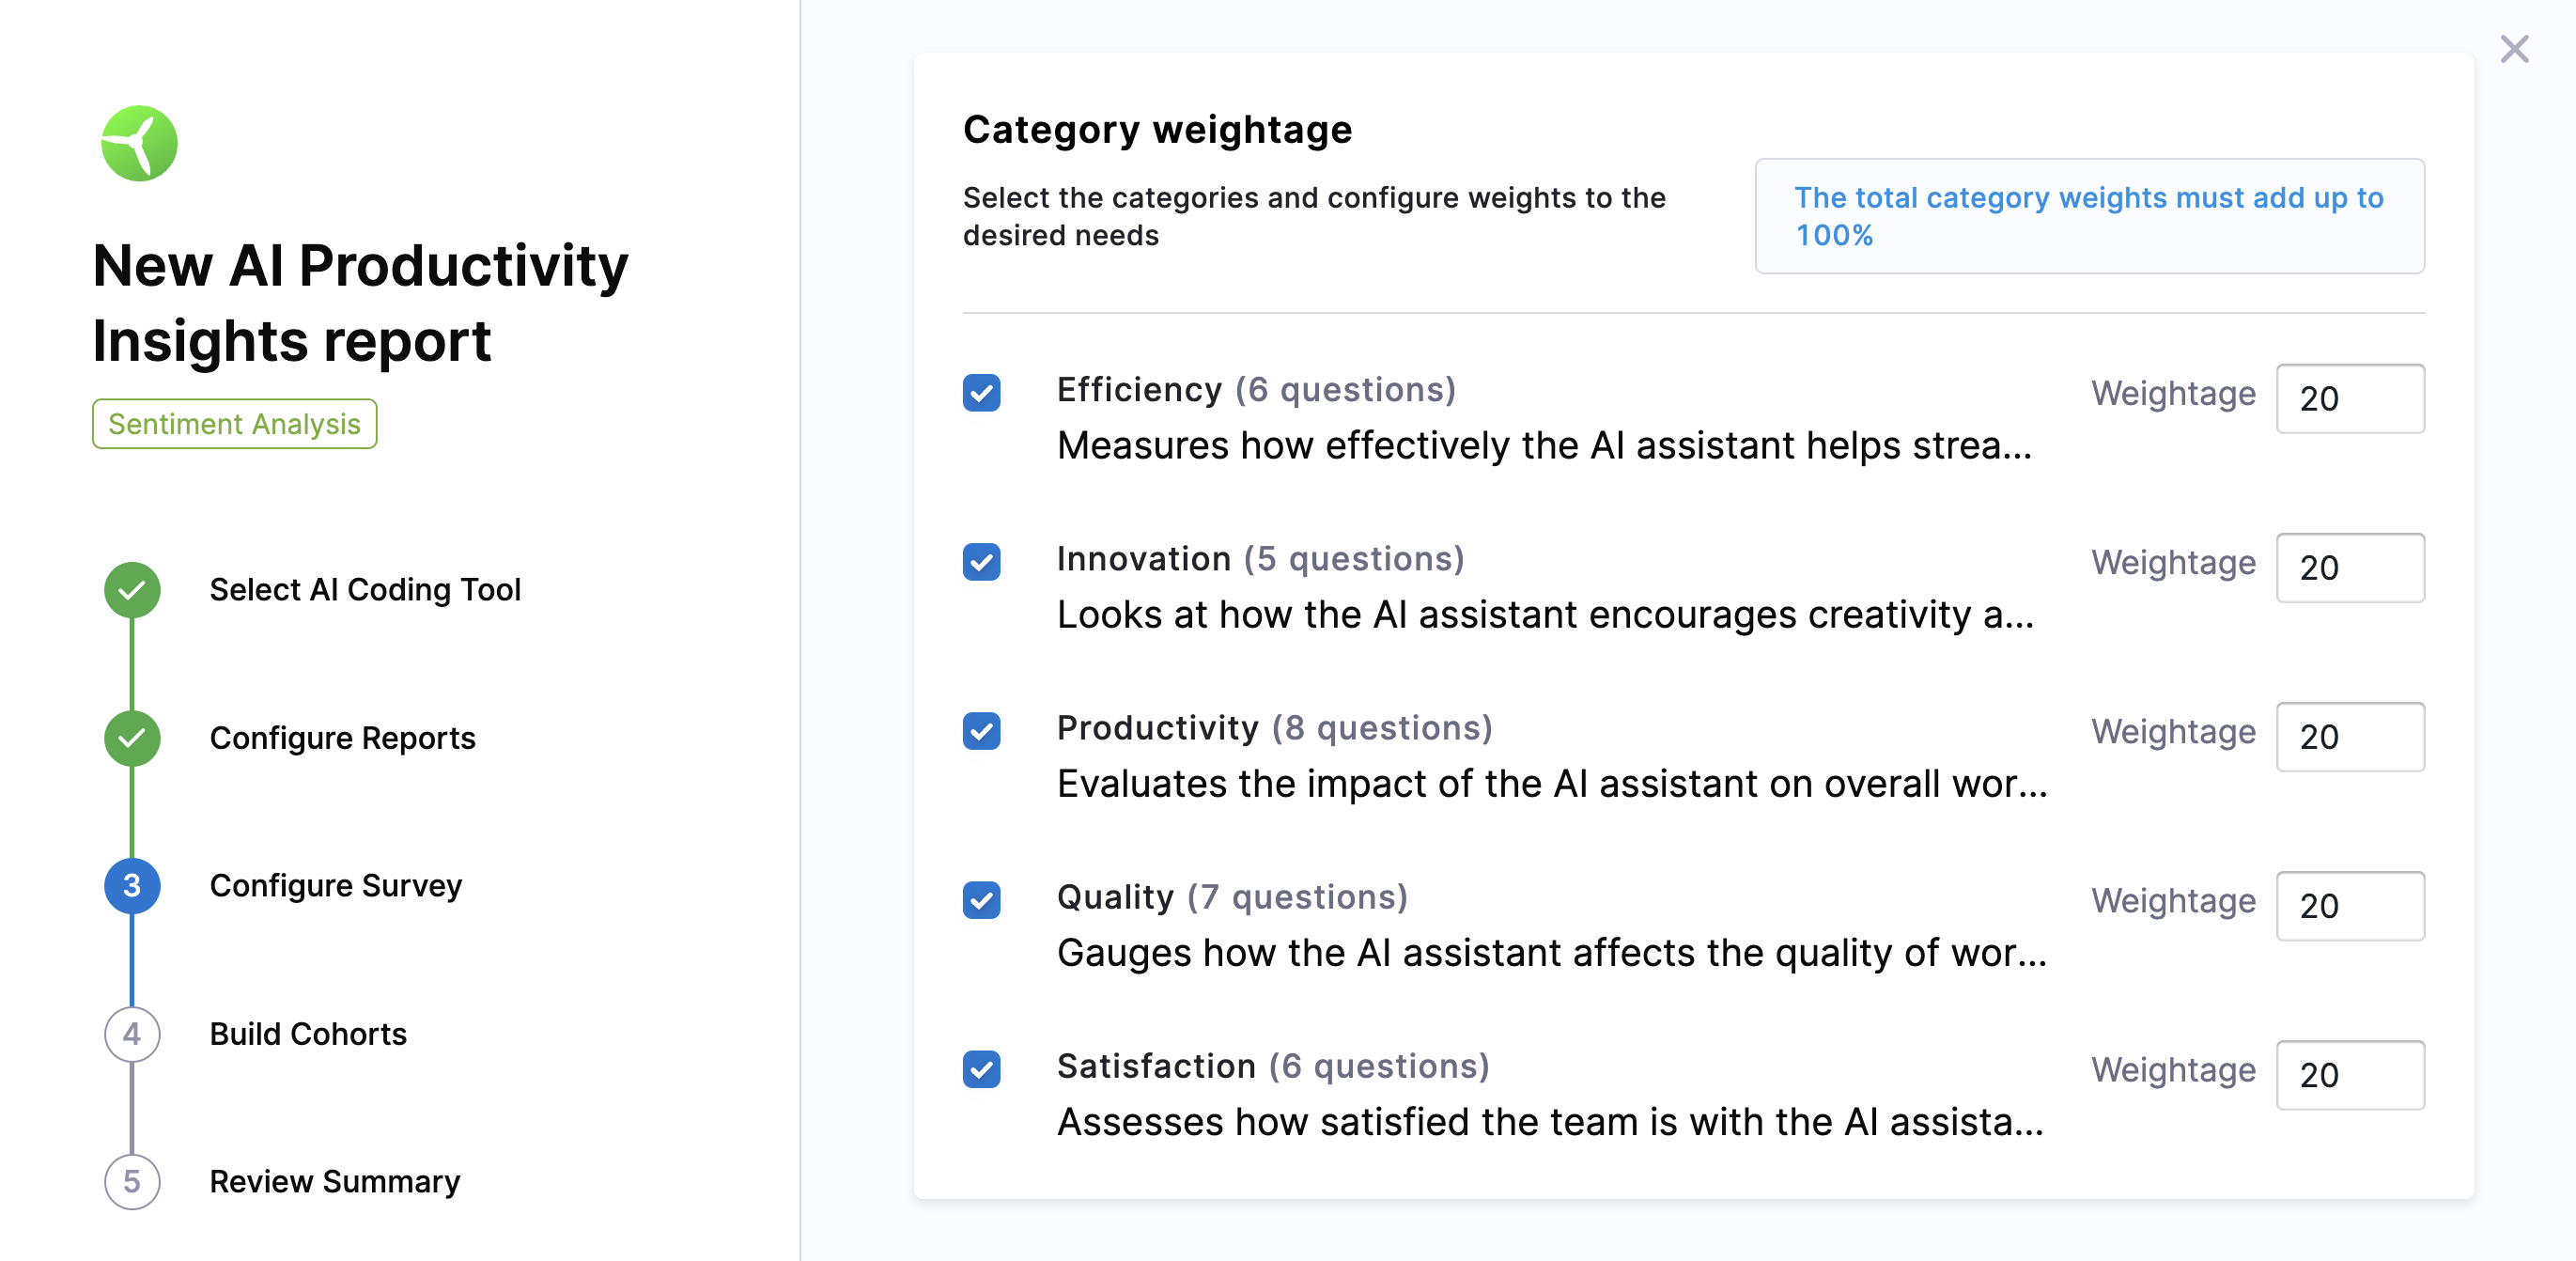 New AI Productivity
Insights report
Sentiment Analysis
Select AI Coding Tool
Configure Reports
3 Configure Survey
4 Build Cohorts
5 Review Summary
Category weightage
Select the categories and configure weights to the
desired needs
The total category weights must add up to
100%
Efficiency (6 questions)
Weightage 20
Measures how effectively the AI assistant helps strea...
Innovation (5 questions)
Weightage 20
Looks at how the AI assistant encourages creativity a...
Productivity (8 questions)
Weightage 20
Evaluates the impact of the AI assistant on overall wor...
Quality (7 questions)
Weightage 20
Gauges how the AI assistant affects the quality of wor...
Satisfaction (6 questions)
Weightage 20
Assesses how satisfied the team is with the AI assista...